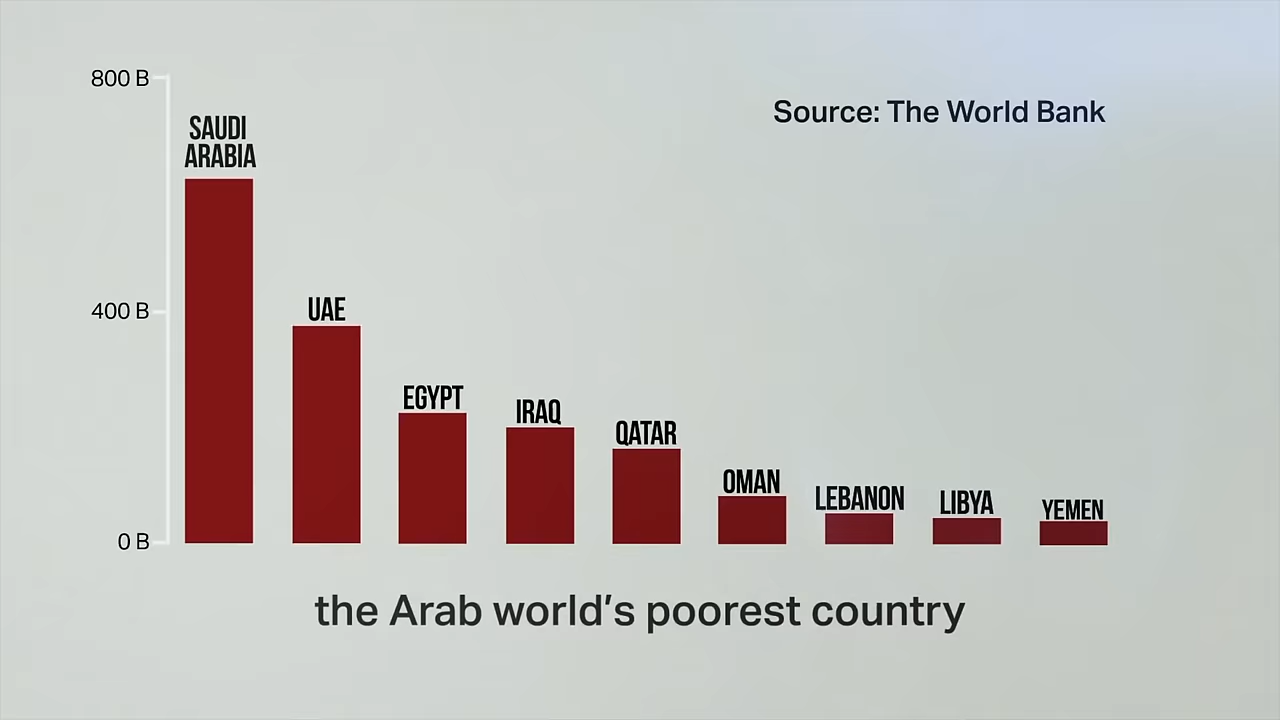 800 B
Source: The World Bank
SAUDI
ARABIA
UAE
400 B
EGYPT
IRAQ
QATAR
OMAN
LEBANON
LIBYA
YEMEN
0 B
the Arab world's poorest country